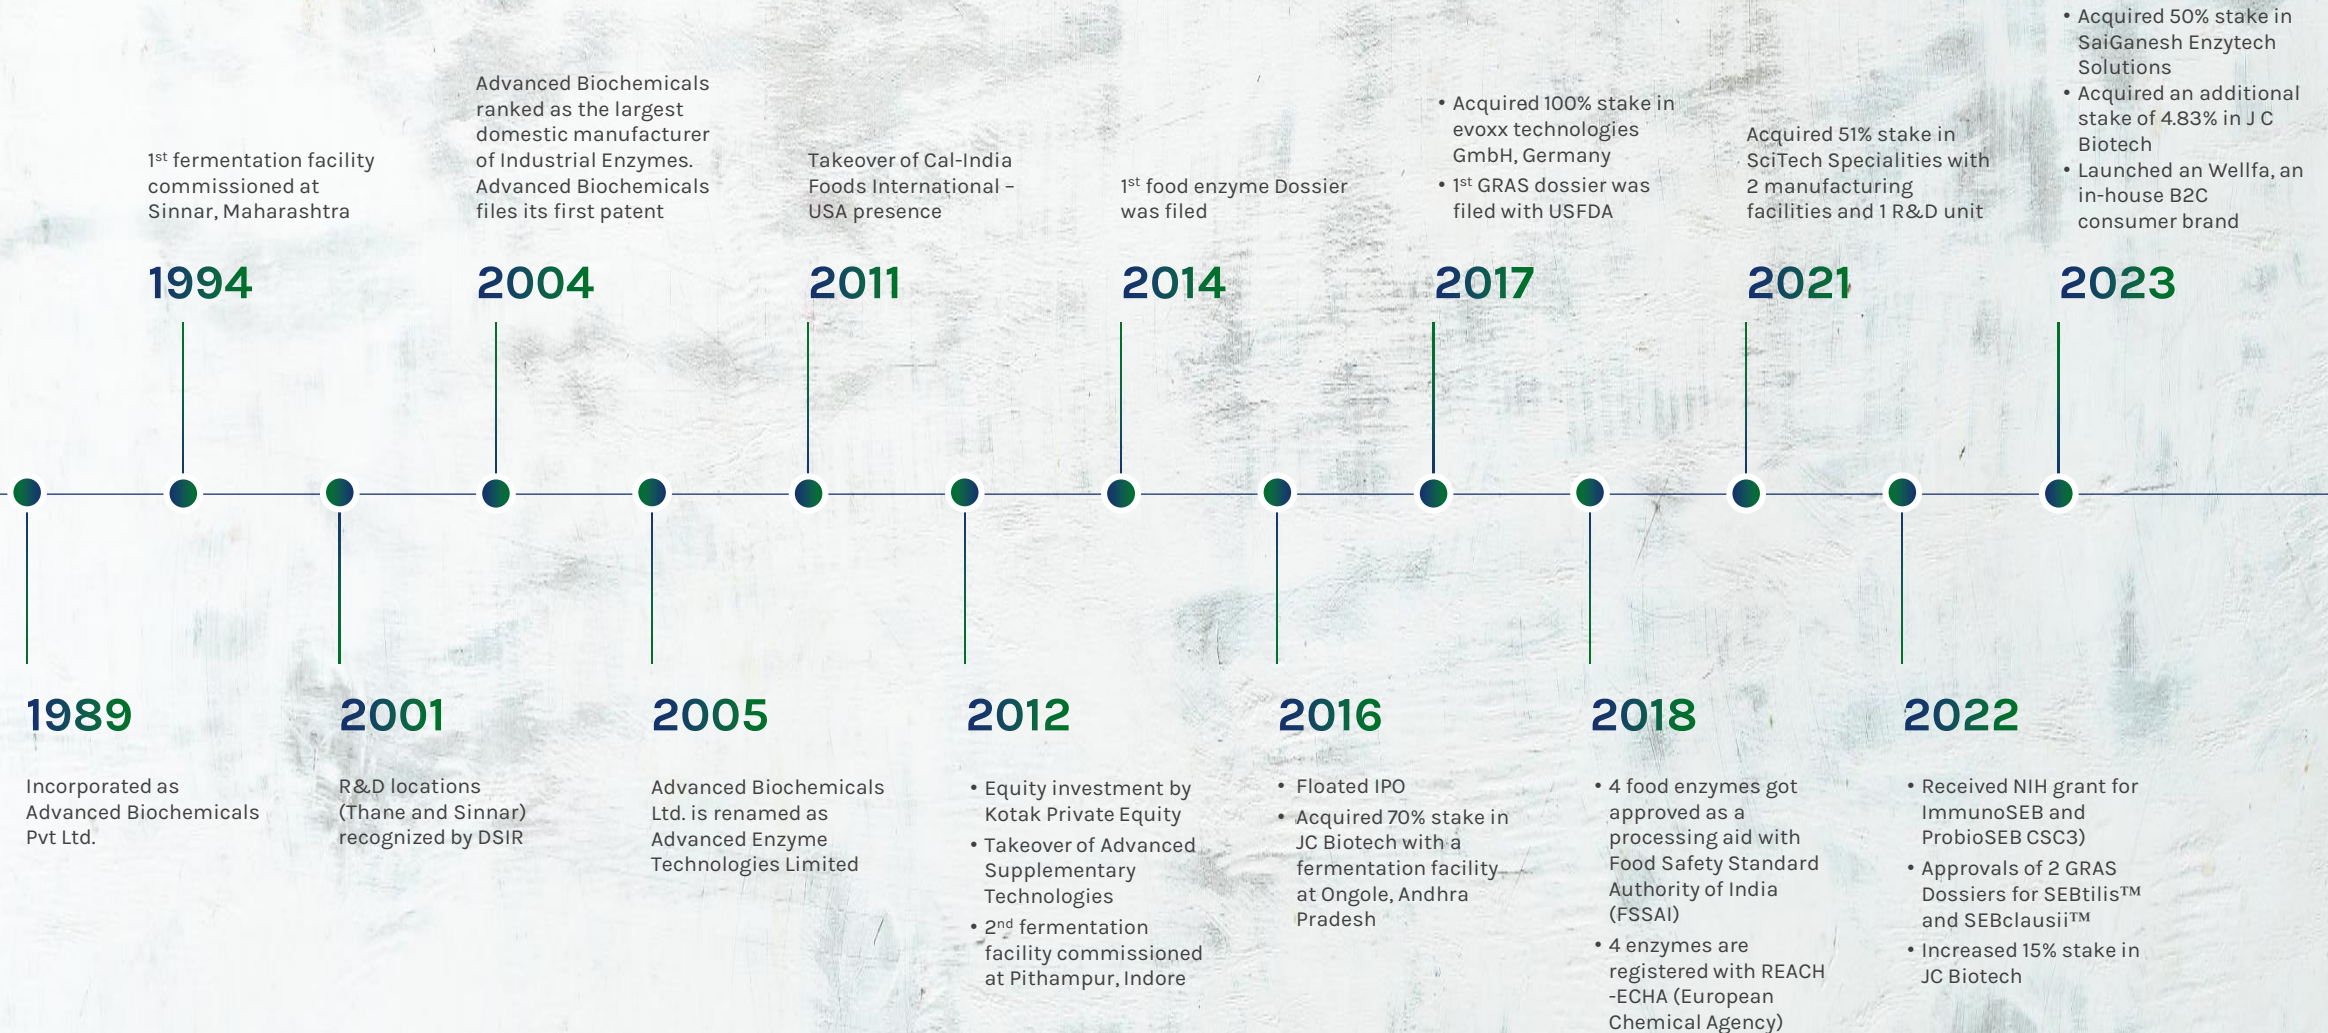 1st fermentation facility
commissioned at
Sinnar, Maharashtra
1994
Advanced Biochemicals
ranked as the largest
domestic manufacturer
of Industrial Enzymes.
Advanced Biochemicals
files its first patent
2004
Takeover of Cal-India
Foods International –
USA presence
2011
1st food enzyme Dossier
was filed
2014
• Acquired 100% stake in
evoxx technologies
GmbH, Germany
• 1st GRAS dossier was
filed with USFDA
2017
Acquired 51% stake in
SciTech Specialities with
2 manufacturing
facilities and 1 R&D unit
2021
• Acquired 50% stake in
SaiGanesh Enzytech
Solutions
• Acquired an additional
stake of 4.83% in J C
Biotech
• Launched an Wellfa, an
in-house B2C
consumer brand
2023
1989
Incorporated as
Advanced Biochemicals
Pvt Ltd.
2001
R&D locations
(Thane and Sinnar)
recognized by DSIR
2005
Advanced Biochemicals
Ltd. is renamed as
Advanced Enzyme
Technologies Limited
2012
• Equity investment by
Kotak Private Equity
• Takeover of Advanced
Supplementary
Technologies
• 2nd fermentation
facility commissioned
at Pithampur, Indore
2016
• Floated IPO
• Acquired 70% stake in
JC Biotech with a
fermentation facility
at Ongole, Andhra
Pradesh
2018
• 4 food enzymes got
approved as a
processing aid with
Food Safety Standard
Authority of India
(FSSAI)
• 4 enzymes are
registered with REACH
-ECHA (European
Chemical Agency)
2022
• Received NIH grant for
ImmunoSEB and
ProbioSEB CSC3)
• Approvals of 2 GRAS
Dossiers for SEBtilis™
and SEBclausii™
• Increased 15% stake in
JC Biotech